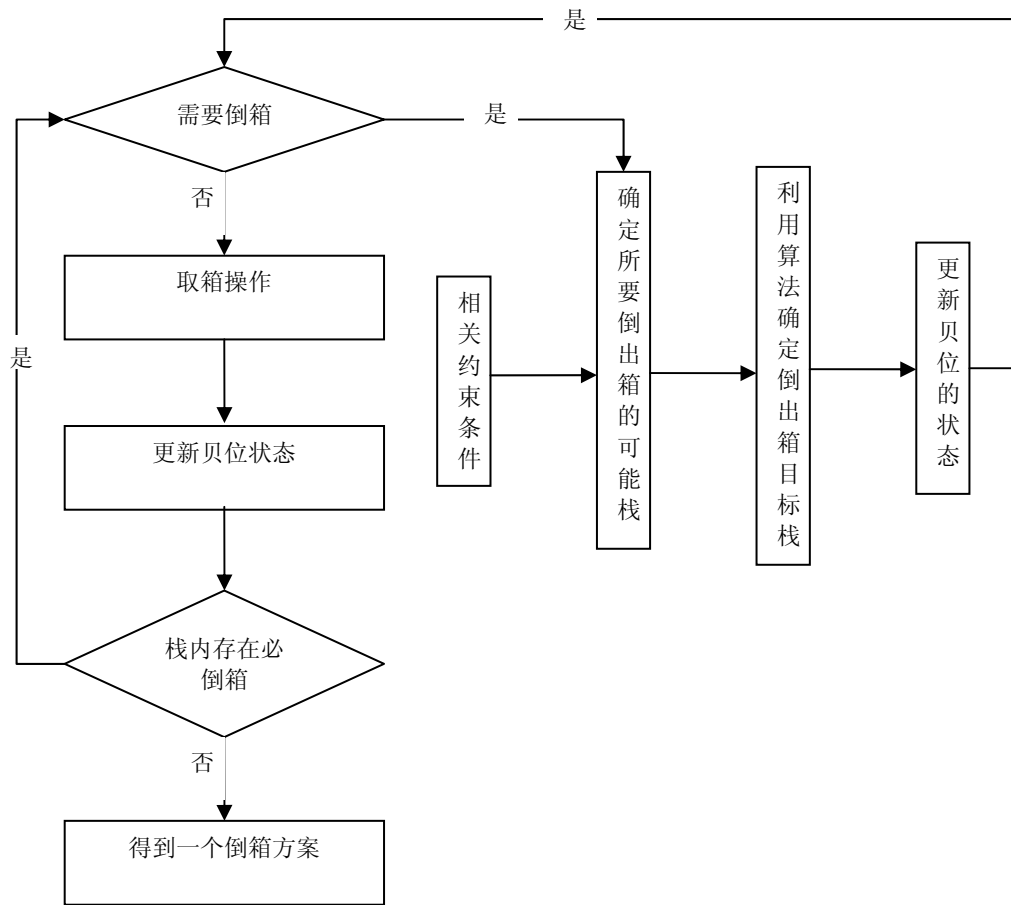 是
需要倒箱
是
否
取箱操作
是
更新贝位状态
栈内存在必
倒箱
否
得到一个倒箱方案
相关约束条件
确定所要倒出箱的可能栈
利用算法确定倒出箱目标栈
更新贝位的状态